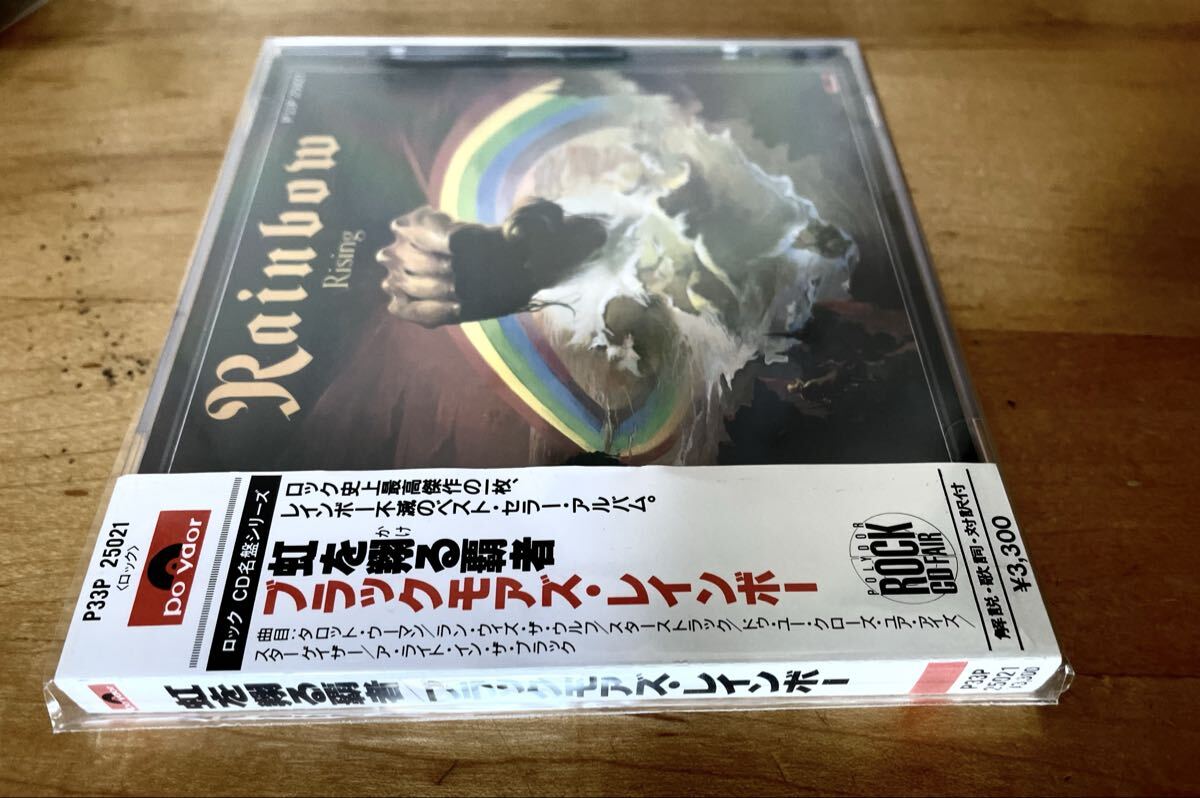 P33P 25021
Rainbow
Rising
P33P 25021
〈ロック〉
polydor
ロック CD名盤シリーズ
ロック史上最高傑作の一枚、
レインボー不滅のベスト・セラー・アルバム。
かけ
虹を翔る覇者
ブラックモアズ・レインボー
曲目:タロット・ウーマン/ラン・ウィズ・ザ・ウルフ/スターストラック/ドゥ・ユー・クローズ・ユア・アイズ/
スターゲイザー/ア・ライト・イン・ザ・ブラック
POLYDOR
ROCK
CD FAIR
解説・歌詞・対訳付
¥3,300
polydor
虹を翔る覇者/ブラックモアズ・レインボー
P33P
25021
¥3,300